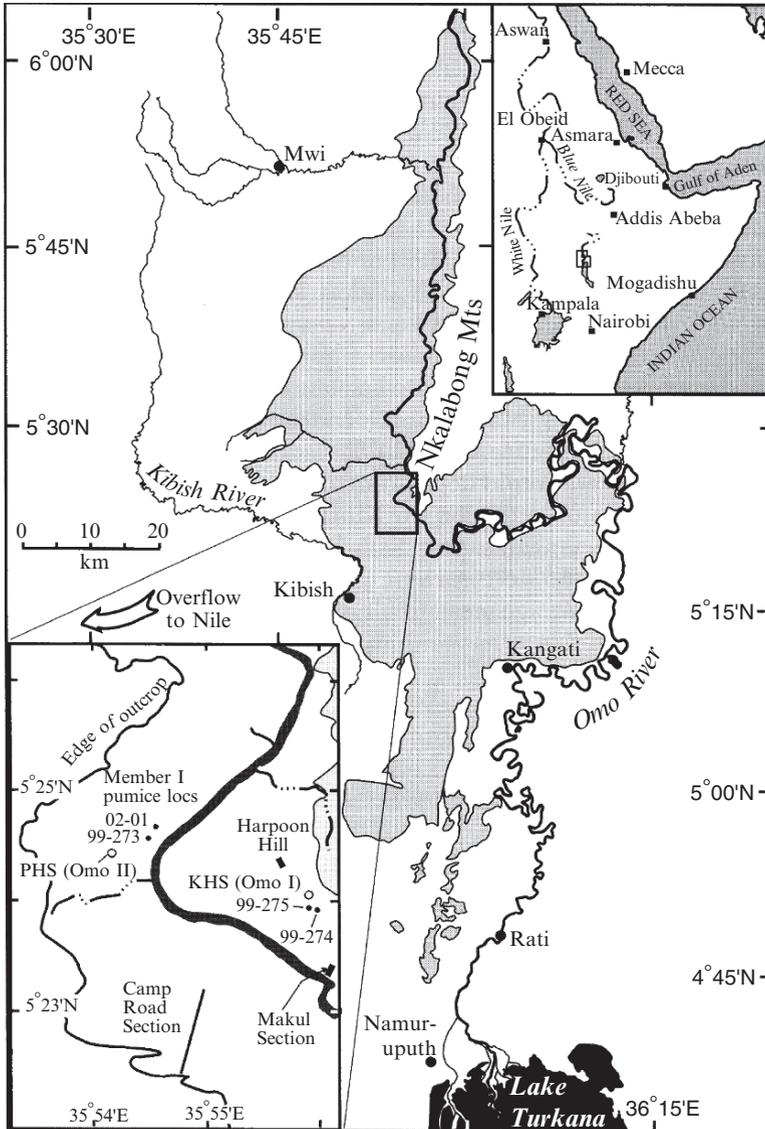 35°30'E
35°45'E
6°00'N
Mwi
5°45'N
Nkalabong Mts
5°30'N
Kibish River
0 10 20
km
Overflow
to Nile
Kibish
5°15'N
Kangati
Omo River
5°00'N
Rati
4°45'N
Namur-
uputh
Lake
Turkana
36°15'E
Aswan
Mecca
RED SEA
El Obeid
Asmara
Blue Nile
Djibouti
Gulf of Aden
White Nile
Addis Abeba
Mogadishu
Kampala
Nairobi
INDIAN OCEAN
Edge of outcrop
5°25'N
Member I
pumice locs
02-01
99-273
PHS (Omo II)
Harpoon
Hill
KHS (Omo I)
99-275
99-274
5°23'N
Camp
Road
Section
Makul
Section
35°54'E
35°55'E